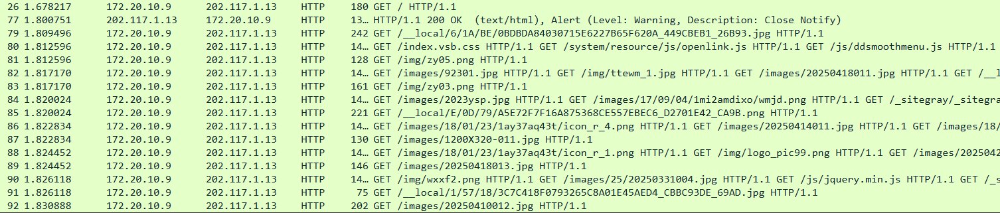 26 1.678217 172.20.10.9 202.117.1.13 HTTP 180 GET / HTTP/1.1
77 1.800751 202.117.1.13 172.20.10.9 HTTP 13… HTTP/1.1 200 OK (text/html), Alert (Level: Warning, Description: Close Notify)
79 1.809496 172.20.10.9 202.117.1.13 HTTP 242 GET /__local/6/1A/BE/0BDBDA84030715E6227B65F620A_449CBEB1_26B93.jpg HTTP/1.1
80 1.812596 172.20.10.9 202.117.1.13 HTTP 14… GET /index.vsb.css HTTP/1.1 GET /system/resource/js/openlink.js HTTP/1.1 GET /js/ddsmoothmenu.js HTTP/1.1
81 1.812596 172.20.10.9 202.117.1.13 HTTP 128 GET /img/zy05.png HTTP/1.1
82 1.817170 172.20.10.9 202.117.1.13 HTTP 14… GET /images/92301.jpg HTTP/1.1 GET /img/ttewm_1.jpg HTTP/1.1 GET /images/20250418011.jpg HTTP/1.1 GET /__l
83 1.817170 172.20.10.9 202.117.1.13 HTTP 161 GET /img/zy03.png HTTP/1.1
84 1.820024 172.20.10.9 202.117.1.13 HTTP 14… GET /images/2023ysp.jpg HTTP/1.1 GET /images/17/09/04/1mi2amdixo/wmjd.png HTTP/1.1 GET /_sitegray/_sitegra
85 1.820024 172.20.10.9 202.117.1.13 HTTP 221 GET /__local/E/0D/79/A5E72F7F16A875368CE557EBEC6_D2701E42_CA9B.png HTTP/1.1
86 1.822834 172.20.10.9 202.117.1.13 HTTP 14… GET /images/18/01/23/1ay37aq43t/icon_r_4.png HTTP/1.1 GET /images/20250414011.jpg HTTP/1.1 GET /images/18/
87 1.822834 172.20.10.9 202.117.1.13 HTTP 130 GET /images/1200X320-011.jpg HTTP/1.1
88 1.824452 172.20.10.9 202.117.1.13 HTTP 14… GET /images/18/01/23/1ay37aq43t/icon_r_1.png HTTP/1.1 GET /img/logo_pic99.png HTTP/1.1 GET /images/2025042
89 1.824452 172.20.10.9 202.117.1.13 HTTP 146 GET /images/20250418013.jpg HTTP/1.1
90 1.826118 172.20.10.9 202.117.1.13 HTTP 14… GET /img/wxxf2.png HTTP/1.1 GET /images/25/20250331004.jpg HTTP/1.1 GET /js/jquery.min.js HTTP/1.1 GET /_s
91 1.826118 172.20.10.9 202.117.1.13 HTTP 75 GET /__local/1/57/18/3C7C418F0793265C8A01E45AED4_CBBC93DE_69AD.jpg HTTP/1.1
92 1.830888 172.20.10.9 202.117.1.13 HTTP 202 GET /images/20250410012.jpg HTTP/1.1